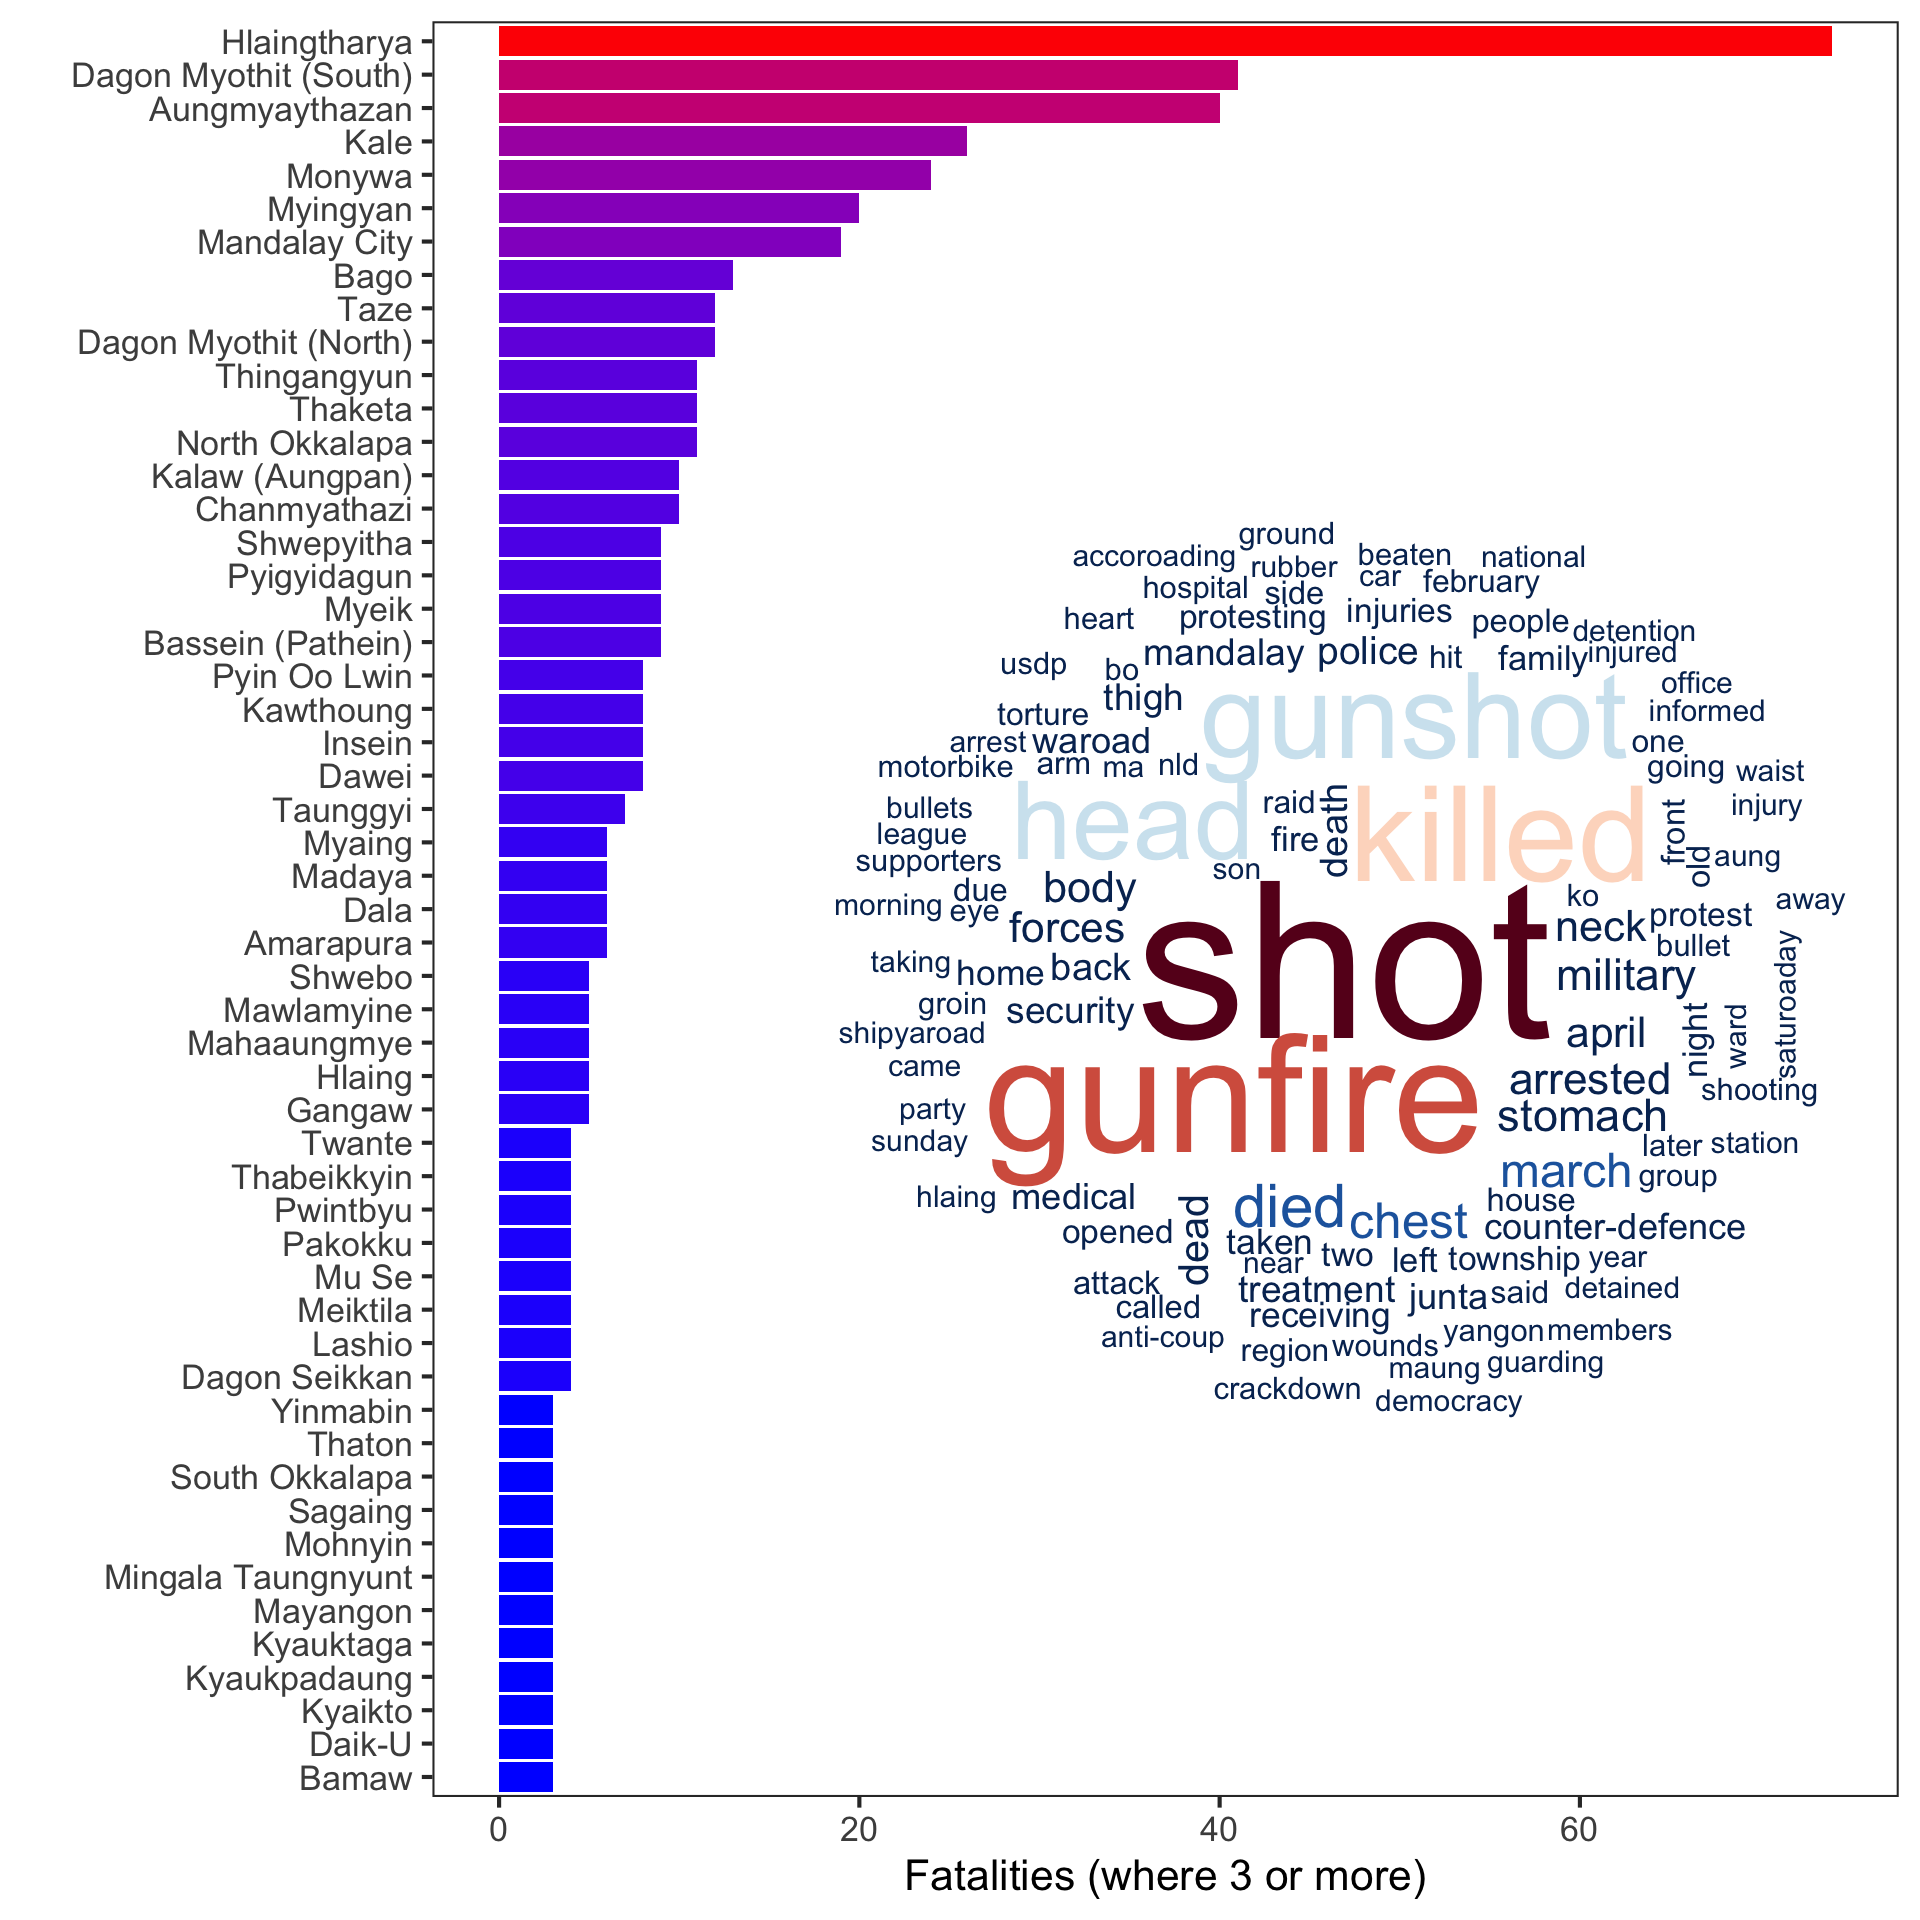 Hlaingtharya
Dagon Myothit (South)
Aungmyaythazan
Kale
Monywa
Myingyan
Mandalay City
Bago
Taze
Dagon Myothit (North)
Thingangyun
Thaketa
North Okkalapa
Kalaw (Aungpan)
Chanmyathazi
Shwepyitha
Pyigyidagun
Myeik
Bassein (Pathein)
Pyin Oo Lwin
Kawthoung
Insein
Dawei
Taunggyi
Myaing
Madaya
Dala
Amarapura
Shwebo
Mawlamyine
Mahaaungmye
Hlaing
Gangaw
Twante
Thabeikkyin
Pwintbyu
Pakokku
Mu Se
Meiktila
Lashio
Dagon Seikkan
Yinmabin
Thaton
South Okkalapa
Sagaing
Mohnyin
Mingala Taungnyunt
Mayangon
Kyauktaga
Kyaukpadaung
Kyaikto
Daik-U
Bamaw
0 20 40 60
Fatalities (where 3 or more)
ground
accoroading rubber beaten national
hospital side car february
heart protesting injuries people detention
usdp bo mandalay police hit family injured
torture thigh gunshot office
informed
arrest waroad one
motorbike arm ma nld going waist
bullets head raid death killed front injury
league fire old aung
supporters son
due body ko away
morning eye forces shot neck protest
bullet
taking home back military saturoaday
groin security april night ward
shipyaroad
came gunfire arrested shooting
party stomach
sunday later station
march group
hlaing medical dead died chest house
opened taken counter-defence
near two left township year
attack treatment junta said detained
called receiving
anti-coup region wounds yangon members
maung guarding
crackdown democracy